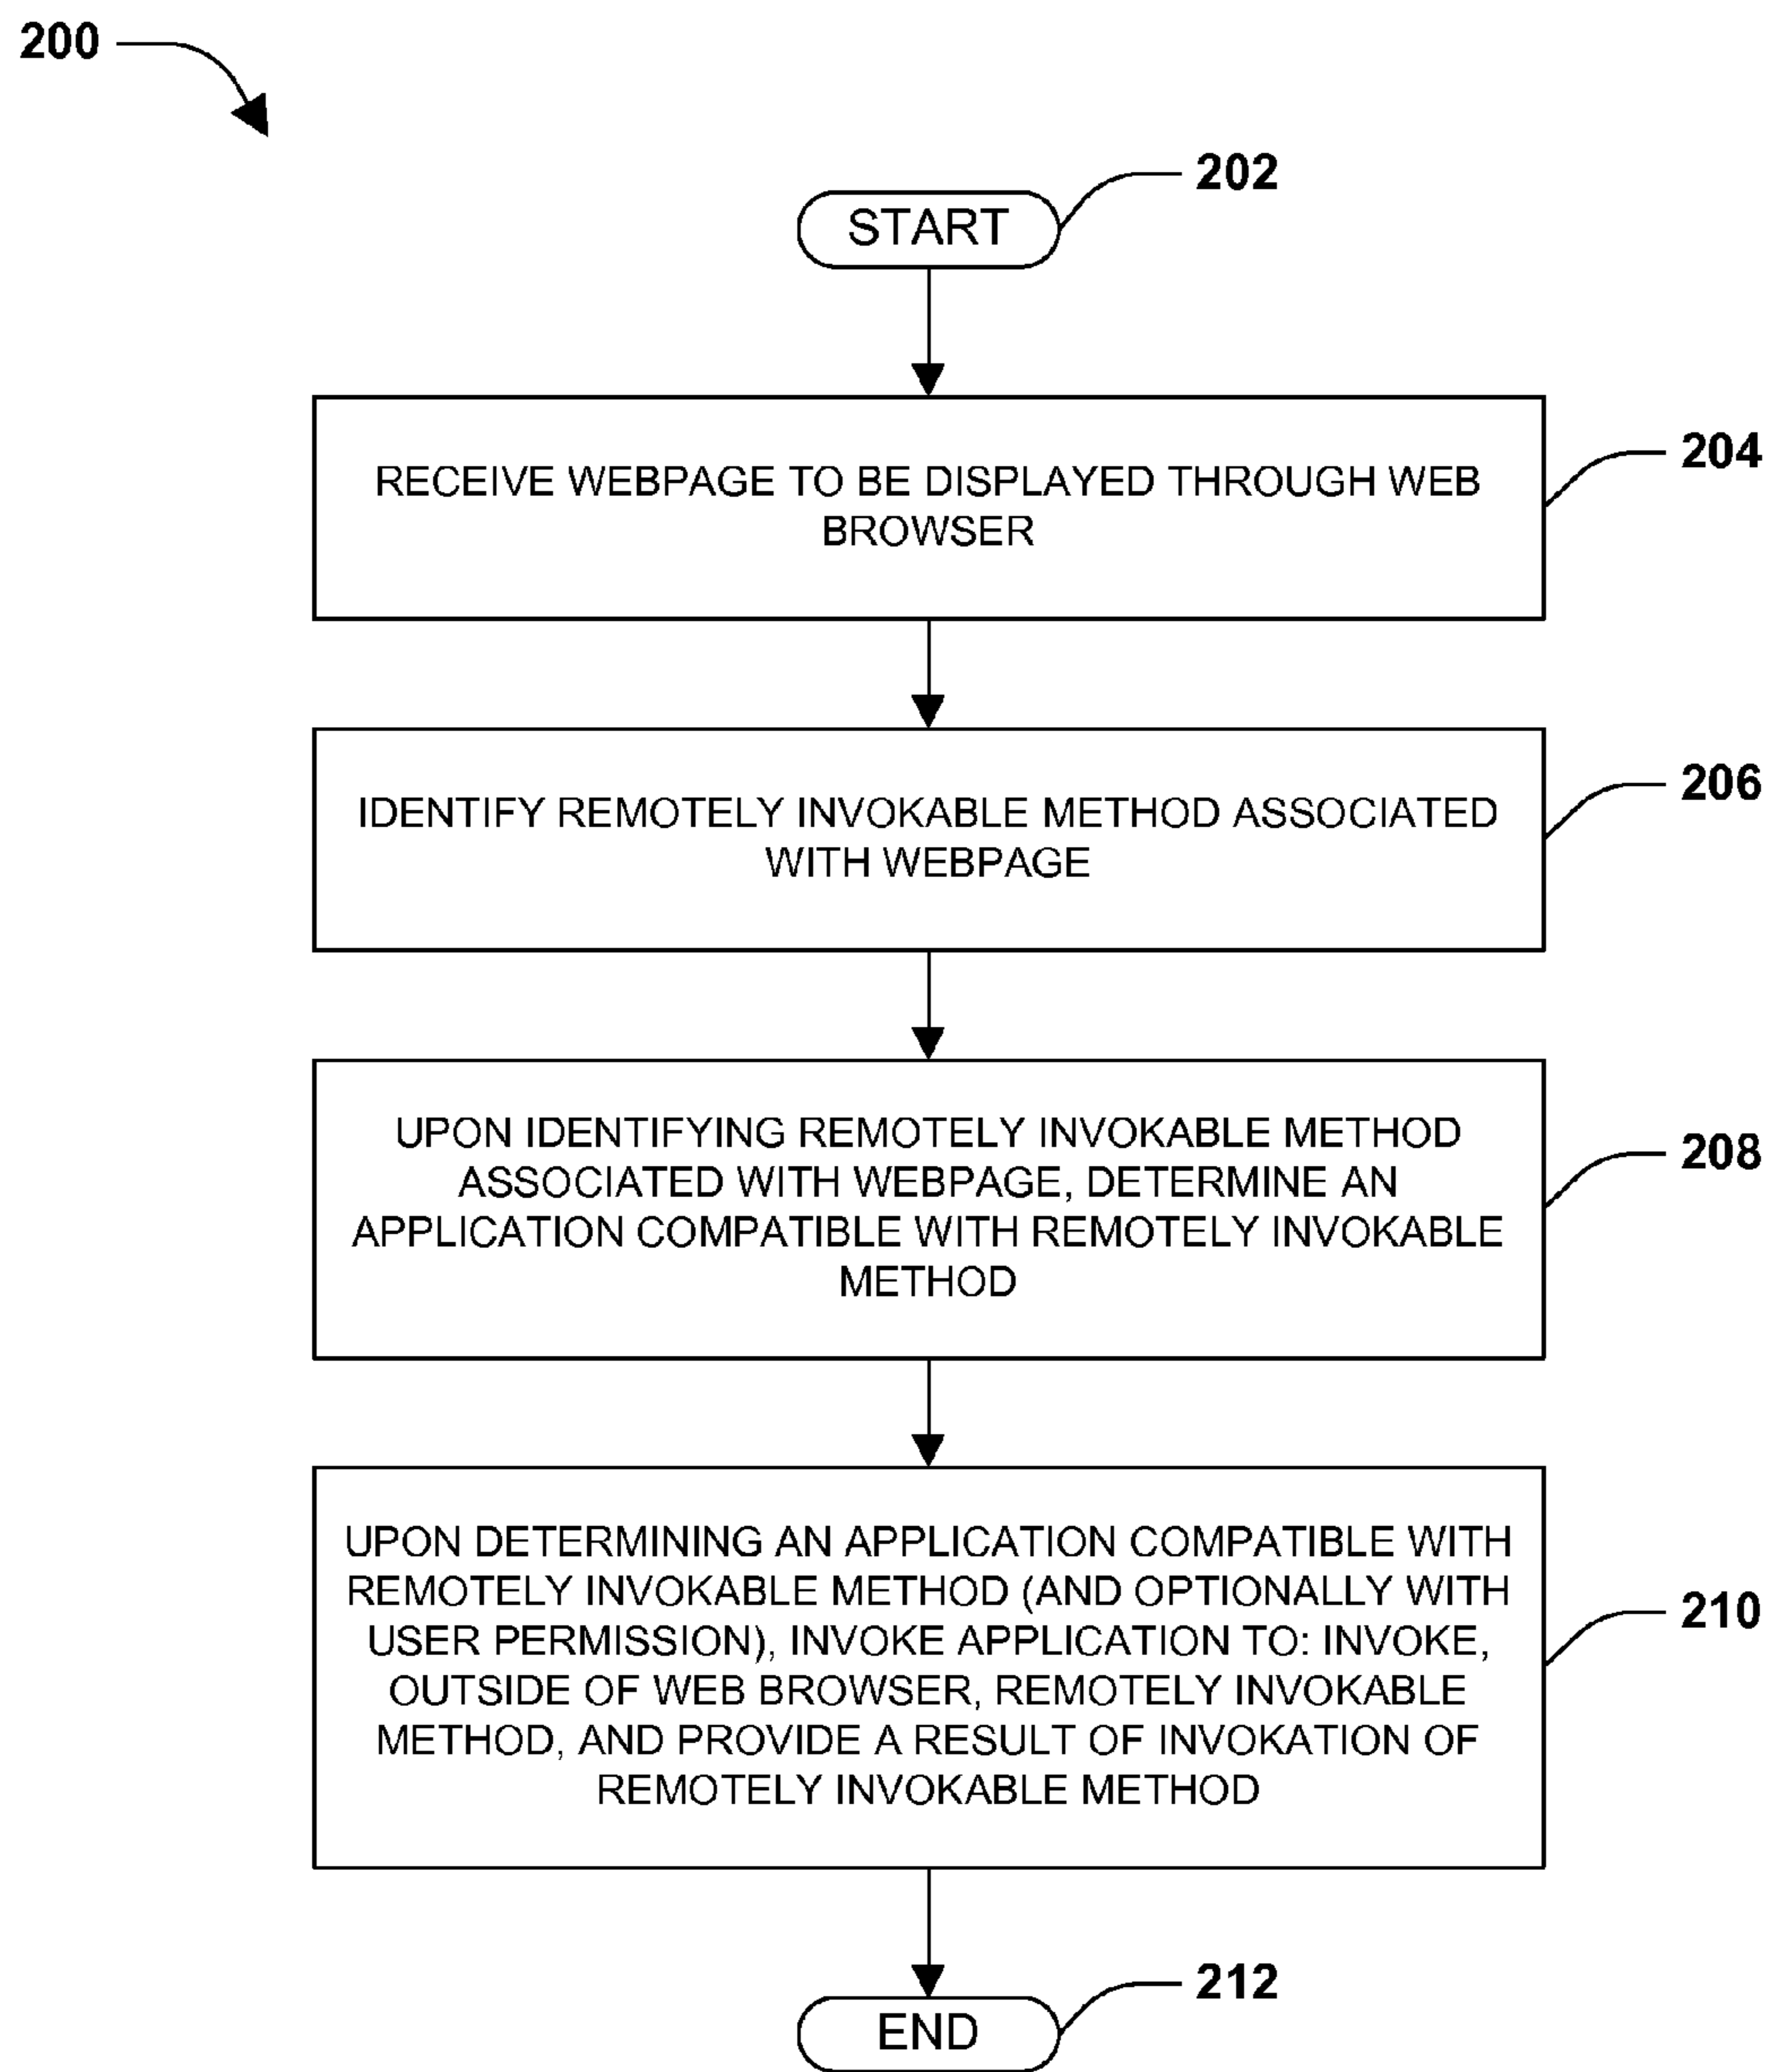 200
202
START
204
RECEIVE WEBPAGE TO BE DISPLAYED THROUGH WEB
BROWSER
206
IDENTIFY REMOTELY INVOKABLE METHOD ASSOCIATED
WITH WEBPAGE
208
UPON IDENTIFYING REMOTELY INVOKABLE METHOD
ASSOCIATED WITH WEBPAGE, DETERMINE AN
APPLICATION COMPATIBLE WITH REMOTELY INVOKABLE
METHOD
210
UPON DETERMINING AN APPLICATION COMPATIBLE WITH
REMOTELY INVOKABLE METHOD (AND OPTIONALLY WITH
USER PERMISSION), INVOKE APPLICATION TO: INVOKE,
OUTSIDE OF WEB BROWSER, REMOTELY INVOKABLE
METHOD, AND PROVIDE A RESULT OF INVOKATION OF
REMOTELY INVOKABLE METHOD
212
END